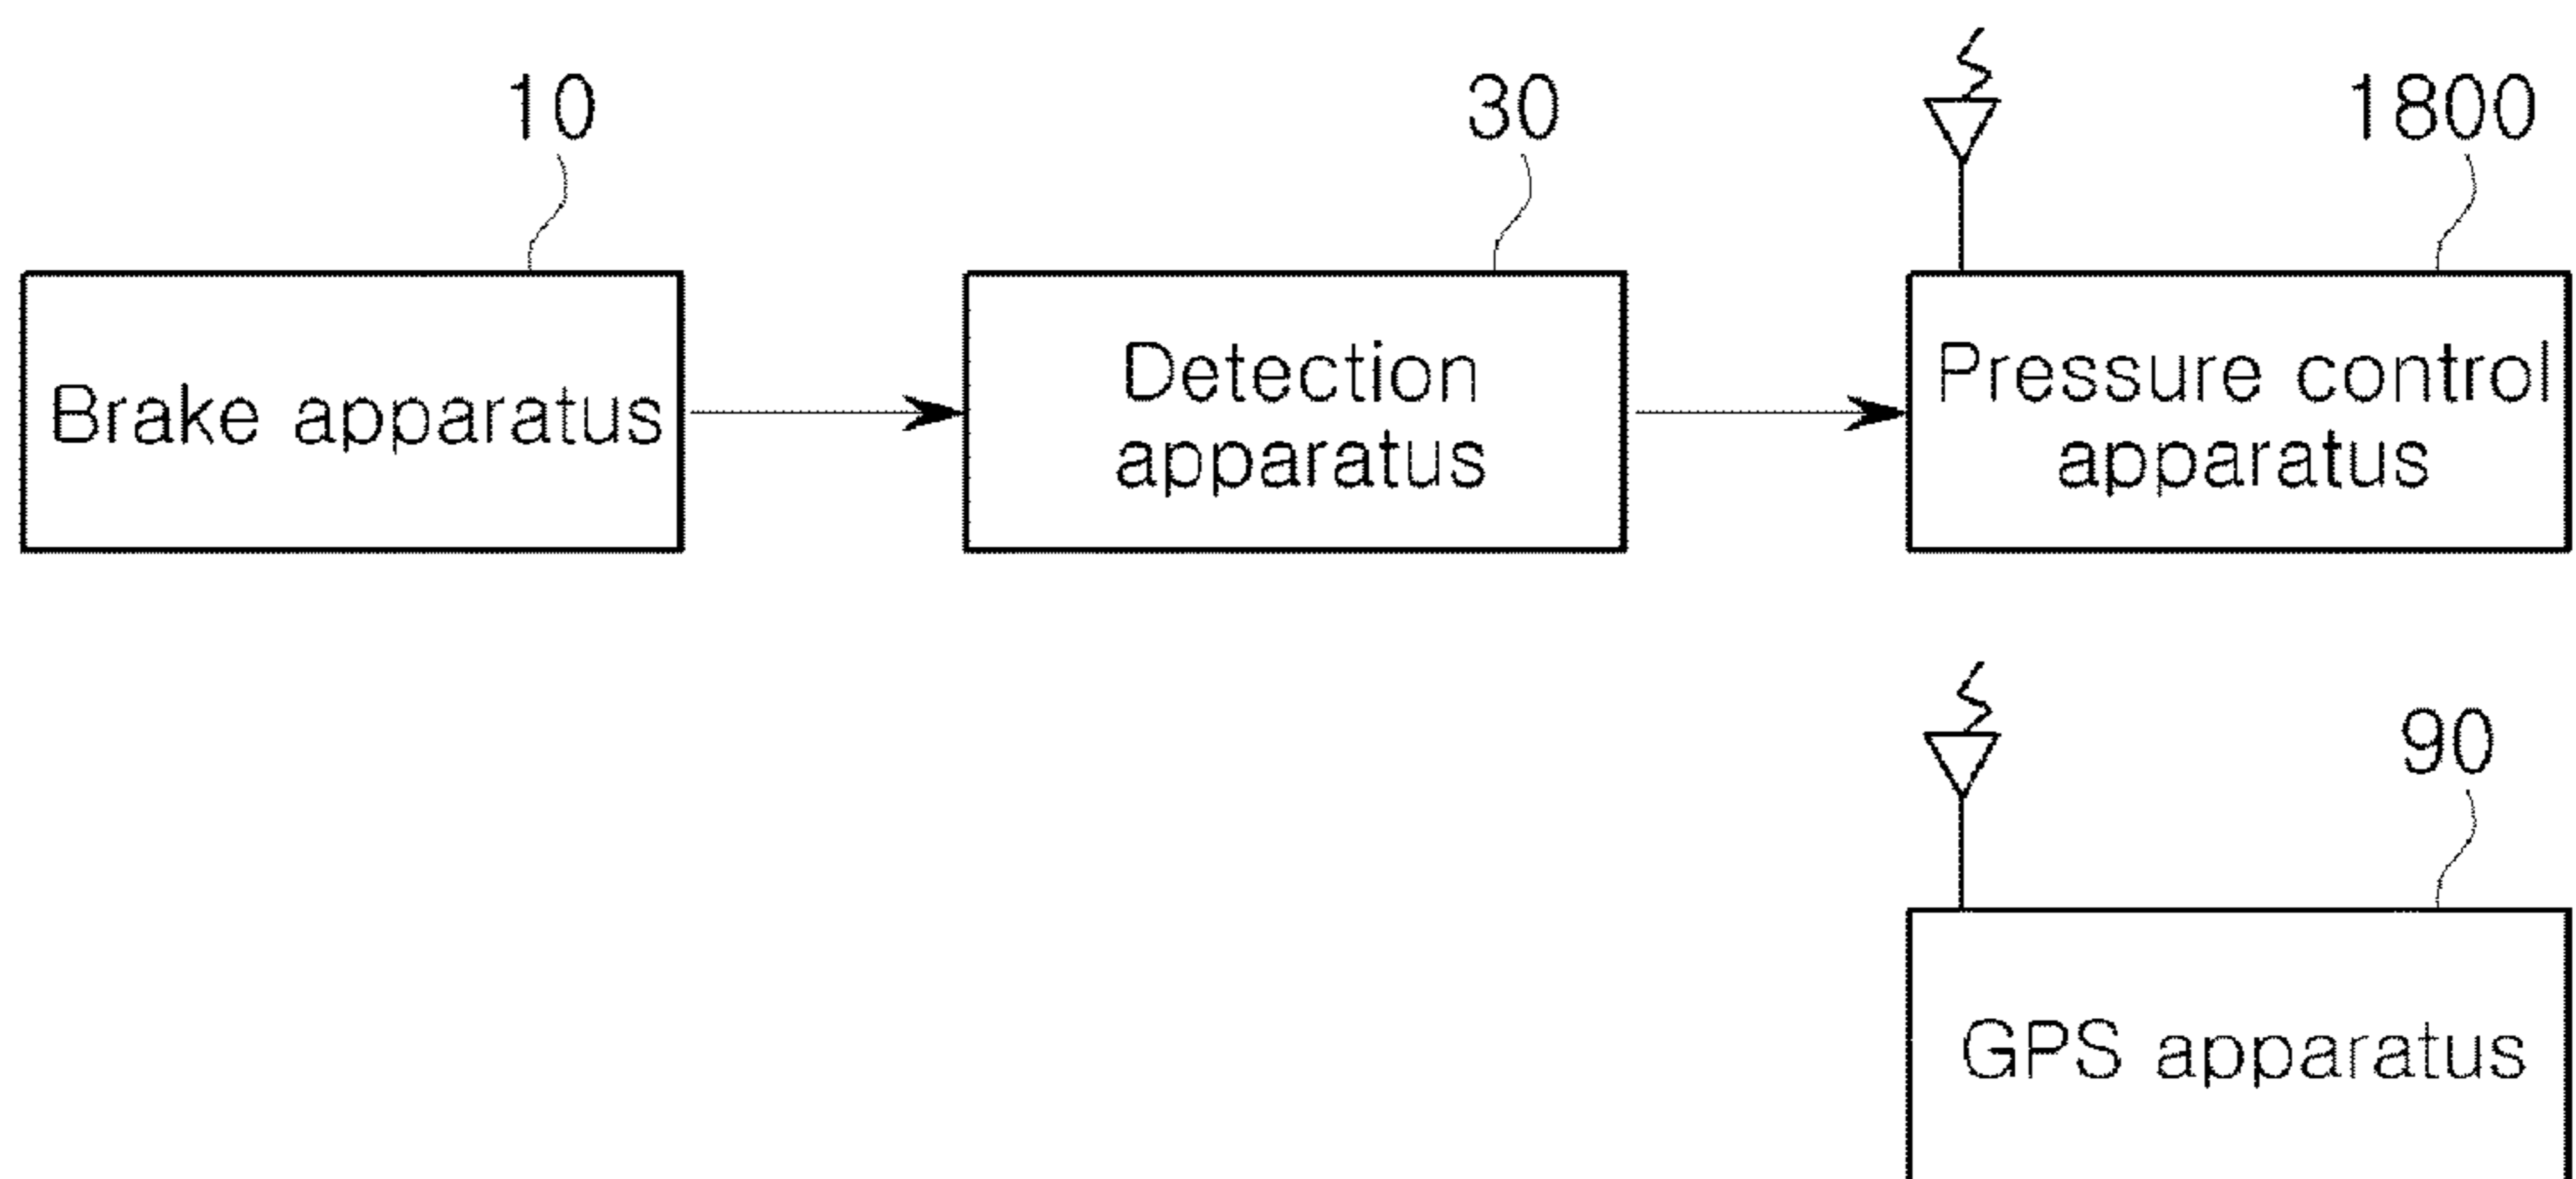 10
30
1800
Brake apparatus
Detection
apparatus
Pressure control
apparatus
90
GPS apparatus